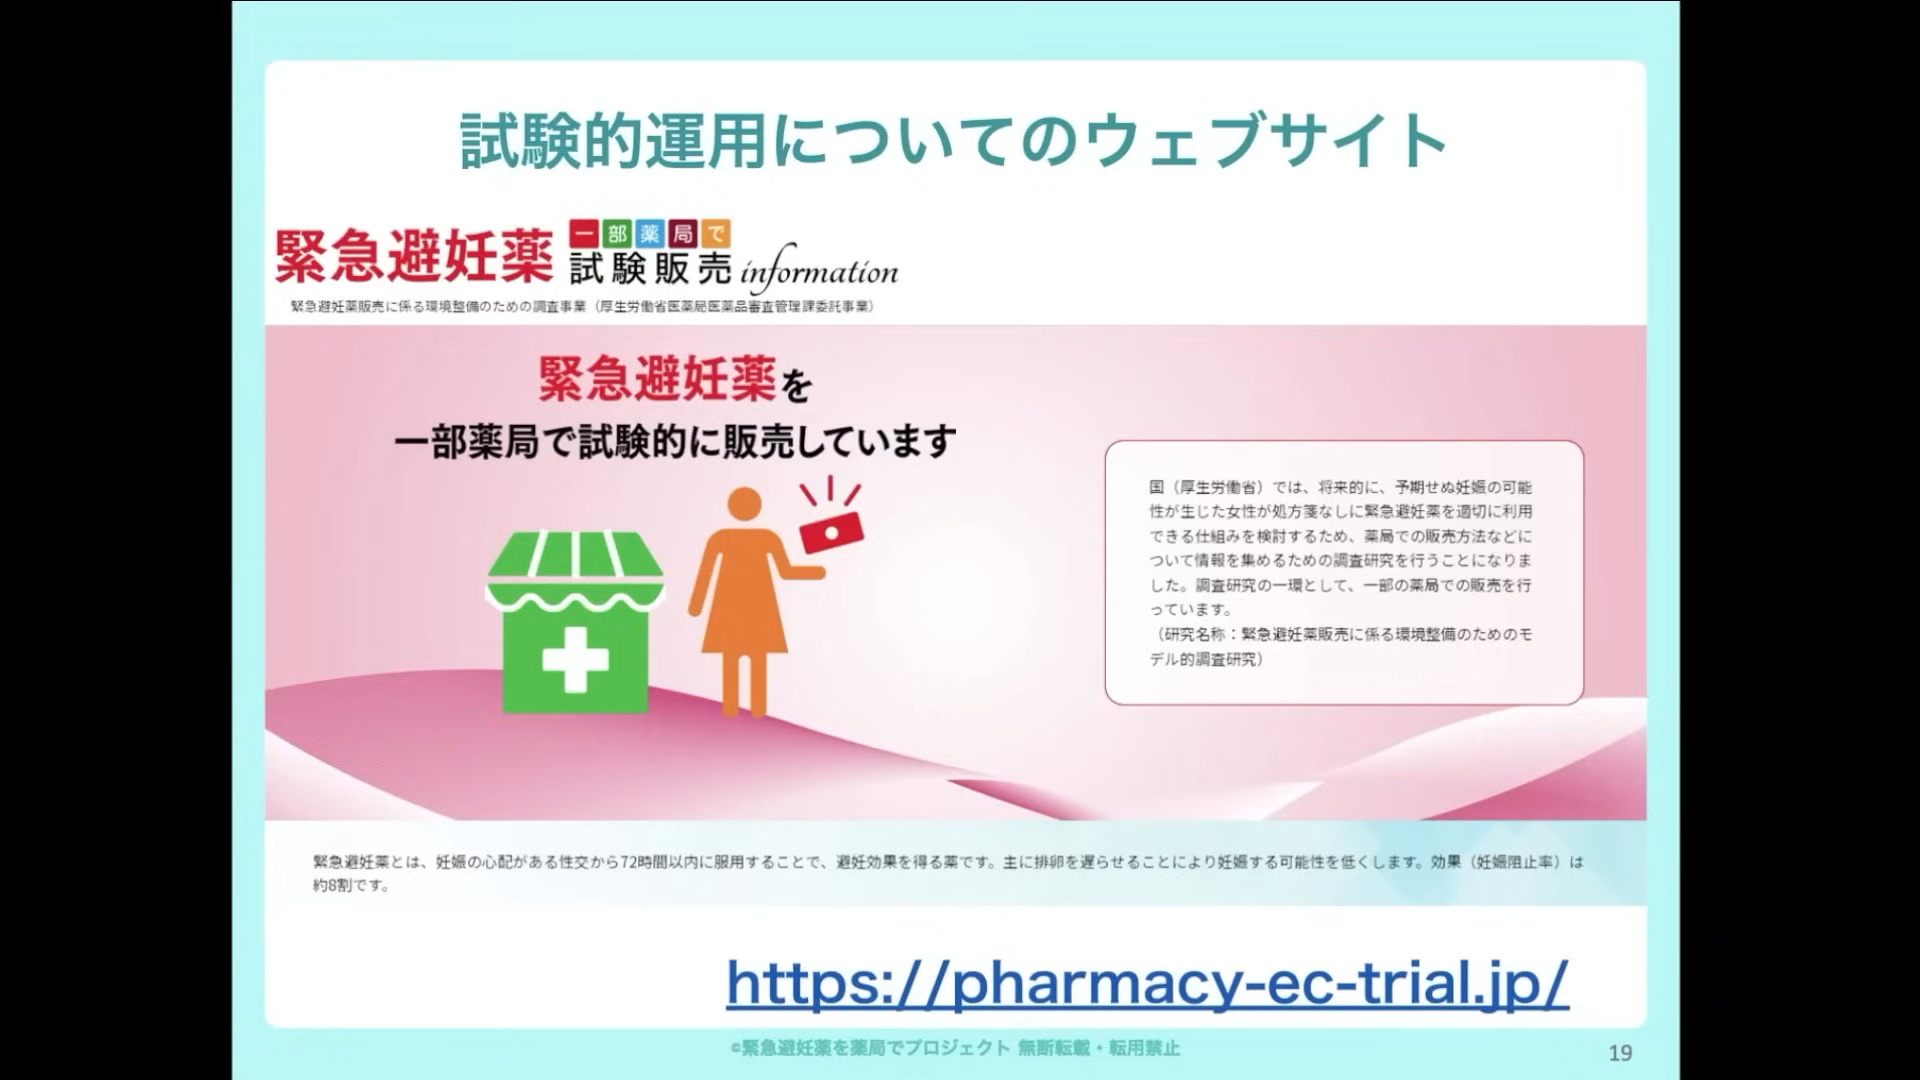 試験的運用についてのウェブサイト
緊急避妊薬 一部薬局で
試験販売 information
緊急避妊薬販売に係る環境整備のための調査事業（厚生労働省医薬局医薬品審査管理課委託事業）
緊急避妊薬を
一部薬局で試験的に販売しています
国（厚生労働省）では、将来的に、予期せぬ妊娠の可能
性が生じた女性が処方箋なしに緊急避妊薬を適切に利用
できる仕組みを検討するため、薬局での販売方法などに
ついて情報を集めるための調査研究を行うことになりま
した。調査研究の一環として、一部の薬局での販売を行
っています。
（研究名称：緊急避妊薬販売に係る環境整備のためのモ
デル的調査研究）
緊急避妊薬とは、妊娠の心配がある性交から72時間以内に服用することで、避妊効果を得る薬です。主に排卵を遅らせることにより妊娠する可能性を低くします。効果（妊娠阻止率）は
約8割です。
https://pharmacy-ec-trial.jp/
©緊急避妊薬を薬局でプロジェクト 無断転載・転用禁止
19